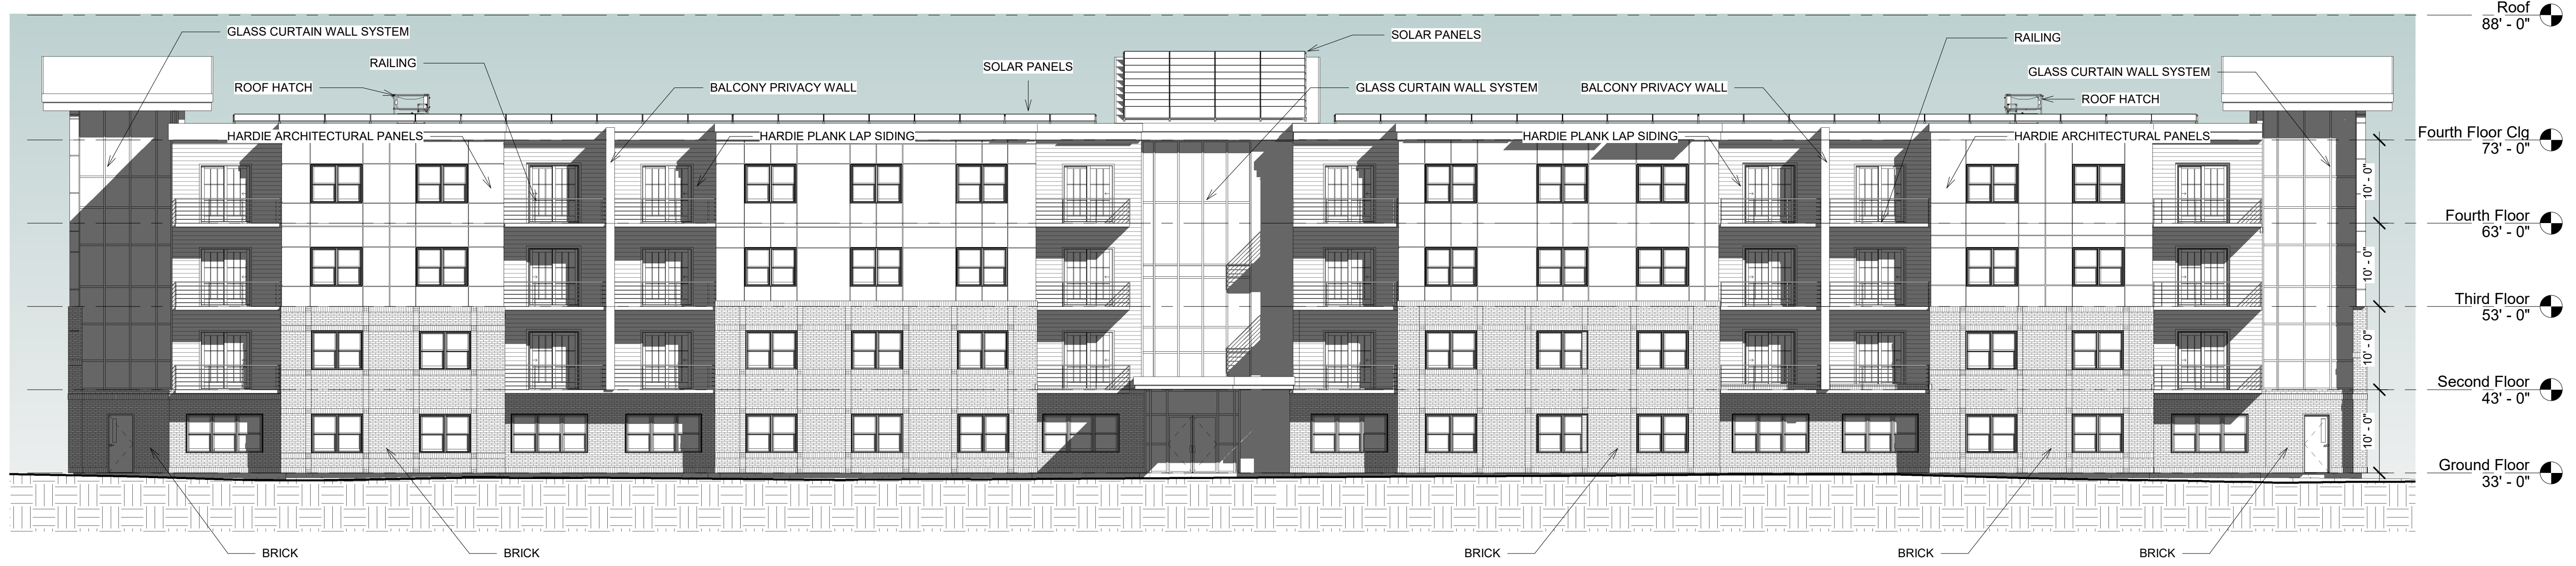 Roof
88' - 0"
GLASS CURTAIN WALL SYSTEM
SOLAR PANELS
RAILING
RAILING
SOLAR PANELS
GLASS CURTAIN WALL SYSTEM
ROOF HATCH
BALCONY PRIVACY WALL
GLASS CURTAIN WALL SYSTEM
BALCONY PRIVACY WALL
ROOF HATCH
HARDIE ARCHITECTURAL PANELS
HARDIE PLANK LAP SIDING
HARDIE PLANK LAP SIDING
HARDIE ARCHITECTURAL PANELS
Fourth Floor Clg
73' - 0"
10' - 0"
Fourth Floor
63' - 0"
10' - 0"
Third Floor
53' - 0"
10' - 0"
Second Floor
43' - 0"
10' - 0"
Ground Floor
33' - 0"
BRICK
BRICK
BRICK
BRICK
BRICK